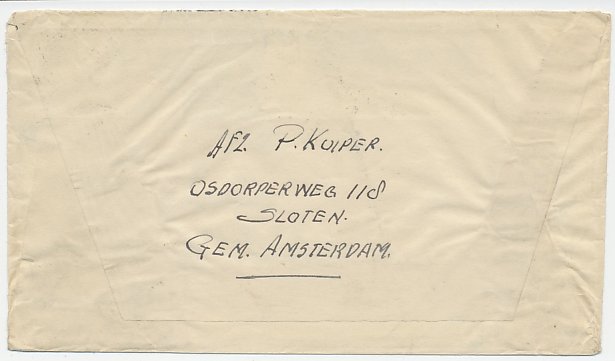 Afz. P. KUIPER.
OSDORPERWEG 118
SLOTEN.
GEM. AMSTERDAM.